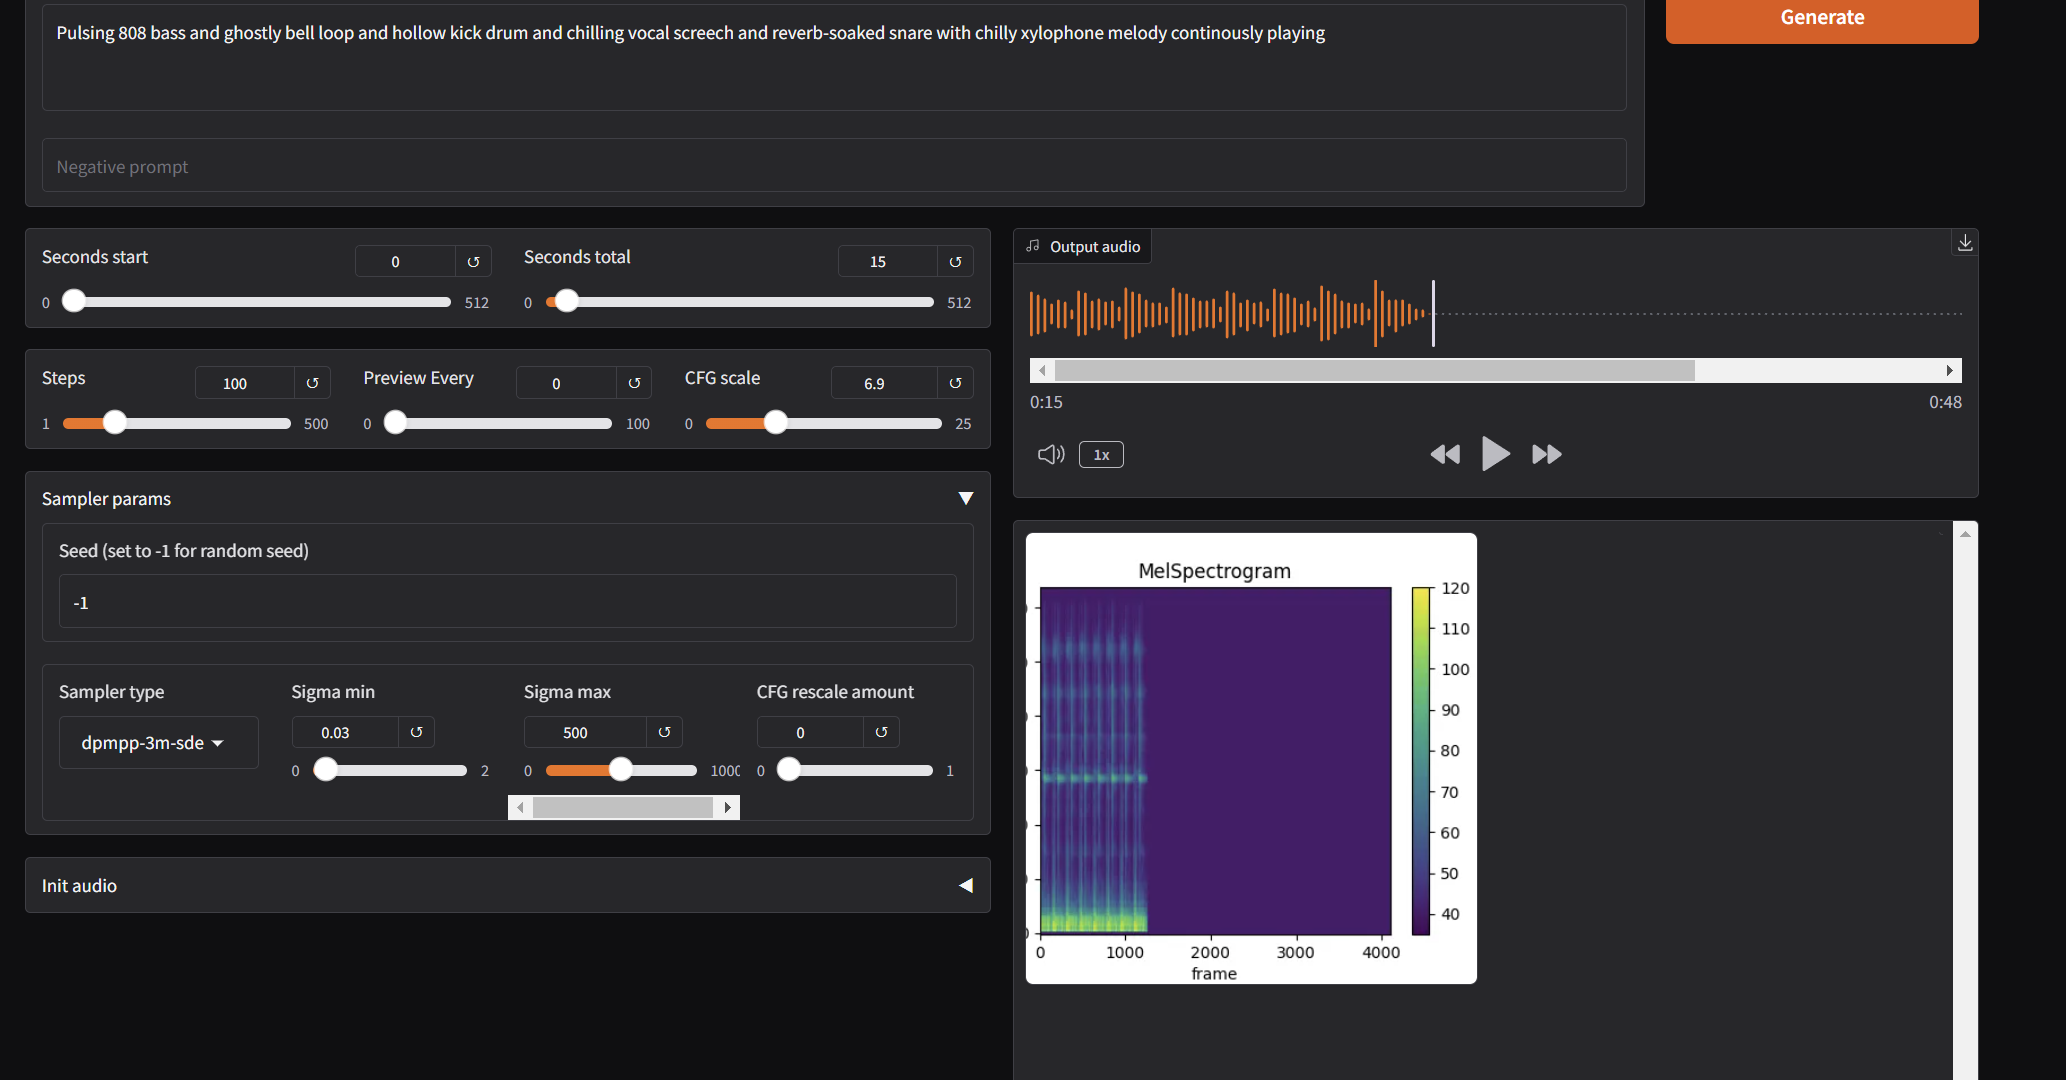 Pulsing 808 bass and ghostly bell loop and hollow kick drum and chilling vocal screech and reverb-soaked snare with chilly xylophone melody continously playing
Generate
Negative prompt
Seconds start
0
0
512
Seconds total
15
0
512
Steps
100
1
500
Preview Every
0
0
100
CFG scale
6.9
0
25
Sampler params
Seed (set to -1 for random seed)
-1
Sampler type
dpmpp-3m-sde
Sigma min
0.03
0
2
Sigma max
500
0
1000
CFG rescale amount
0
0
1
Init audio
Output audio
0:15
0:48
1x
MelSpectrogram
120
110
100
90
80
70
60
50
40
0
1000
2000
3000
4000
frame